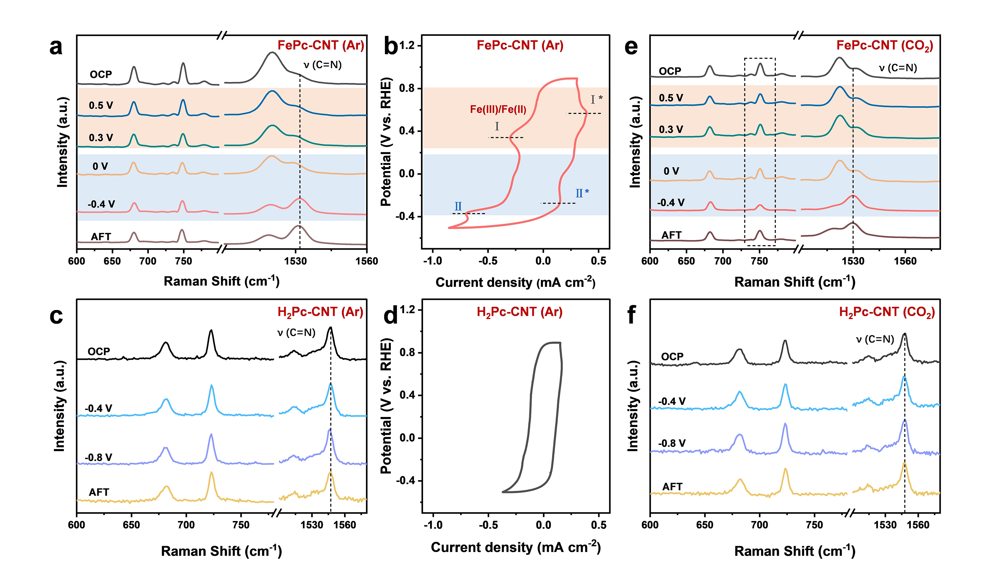 a
FePc-CNT (Ar)
ν (C=N)
OCP
0.5 V
0.3 V
0 V
-0.4 V
AFT
Intensity (a.u.)
600 650 700 750 1530 1560
Raman Shift (cm⁻¹)
b
FePc-CNT (Ar)
1.2
0.8
0.4
0.0
-0.4
Potential (V vs. RHE)
Fe(III)/Fe(II)
I
I*
II
II*
-1.0 -0.5 0.0 0.5
Current density (mA cm⁻²)
e
FePc-CNT (CO₂)
ν (C=N)
OCP
0.5 V
0.3 V
0 V
-0.4 V
AFT
Intensity (a.u.)
600 650 700 750 1530 1560
Raman Shift (cm⁻¹)
c
H₂Pc-CNT (Ar)
ν (C=N)
OCP
-0.4 V
-0.8 V
AFT
Intensity (a.u.)
600 650 700 750 1530 1560
Raman Shift (cm⁻¹)
d
H₂Pc-CNT (Ar)
1.2
0.8
0.4
0.0
-0.4
Potential (V vs. RHE)
-1.0 -0.5 0.0 0.5
Current density (mA cm⁻²)
f
H₂Pc-CNT (CO₂)
ν (C=N)
OCP
-0.4 V
-0.8 V
AFT
Intensity (a.u.)
600 650 700 750 1530 1560
Raman Shift (cm⁻¹)